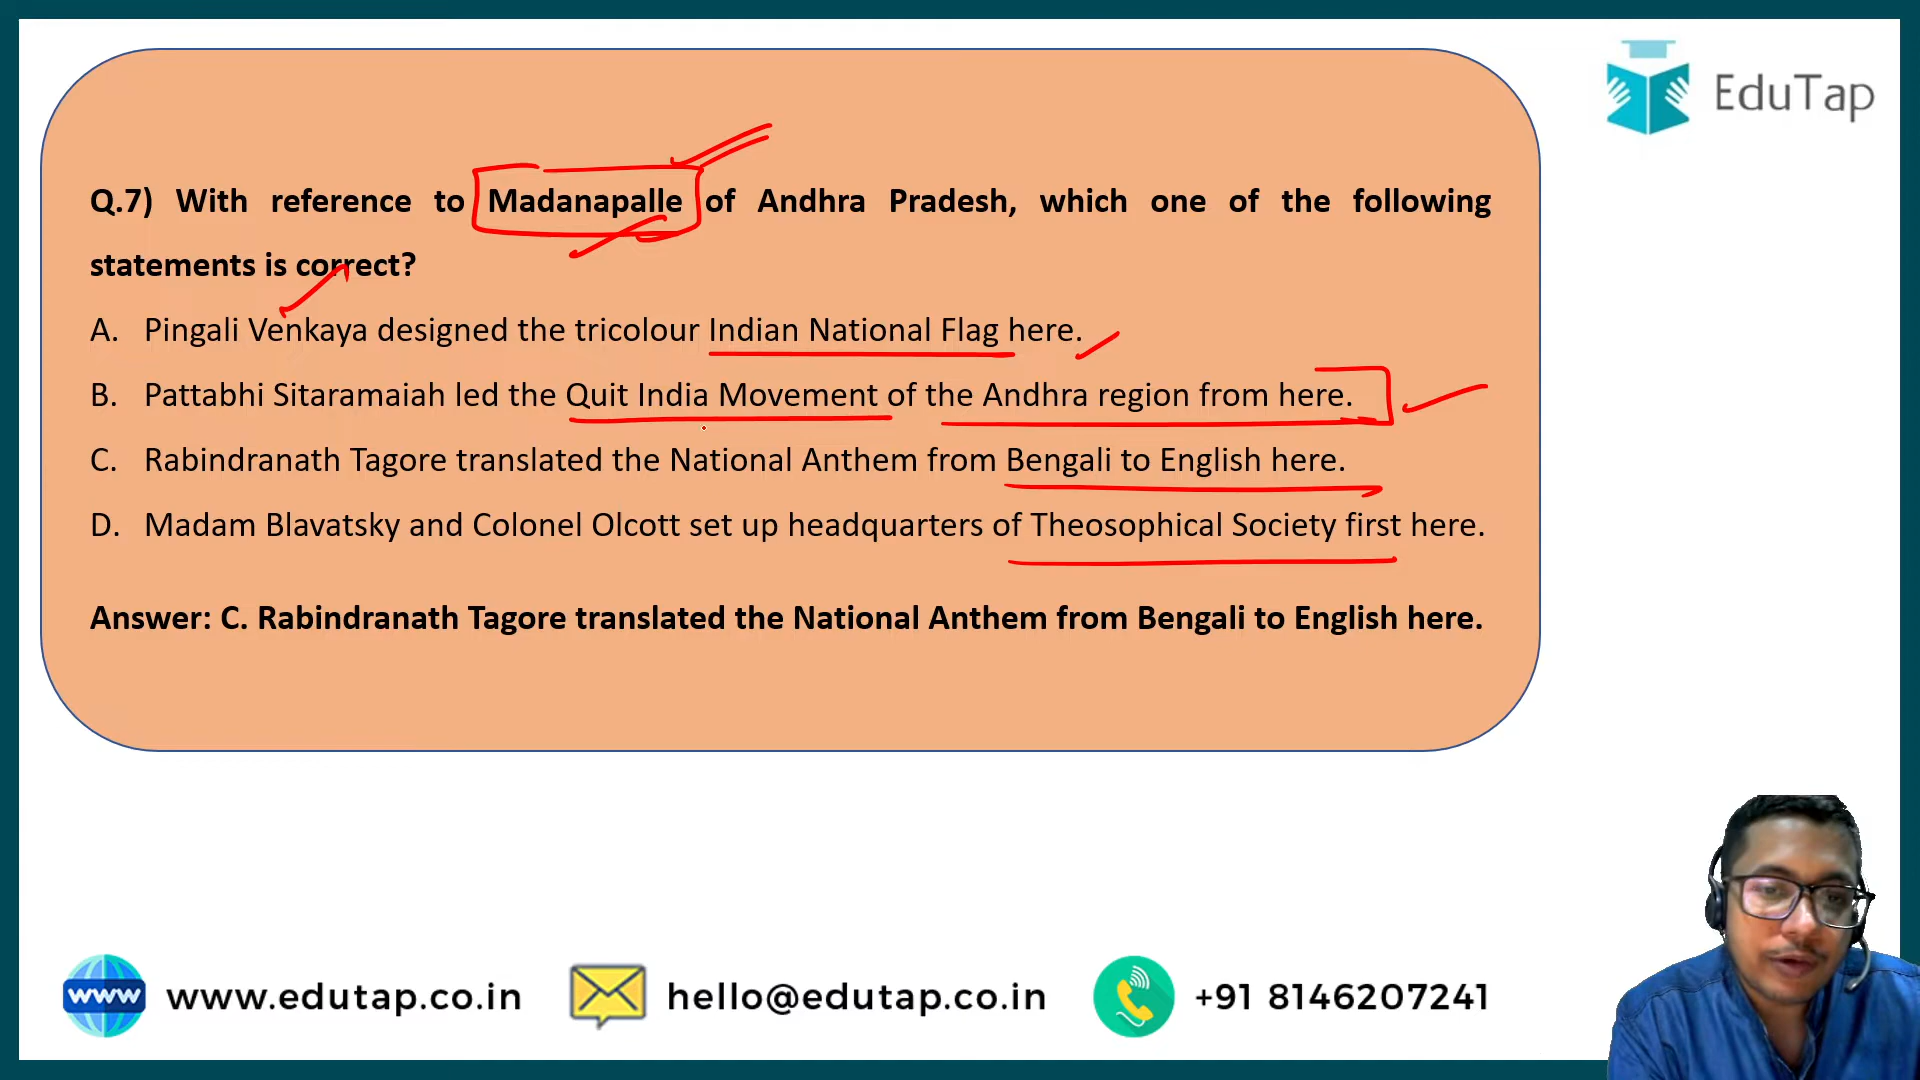 EduTap
Q.7) With reference to Madanapalle of Andhra Pradesh, which one of the following
statements is correct?
A. Pingali Venkaya designed the tricolour Indian National Flag here.
B. Pattabhi Sitaramaiah led the Quit India Movement of the Andhra region from here.
C. Rabindranath Tagore translated the National Anthem from Bengali to English here.
D. Madam Blavatsky and Colonel Olcott set up headquarters of Theosophical Society first here.
Answer: C. Rabindranath Tagore translated the National Anthem from Bengali to English here.
www www.edutap.co.in hello@edutap.co.in +91 8146207241